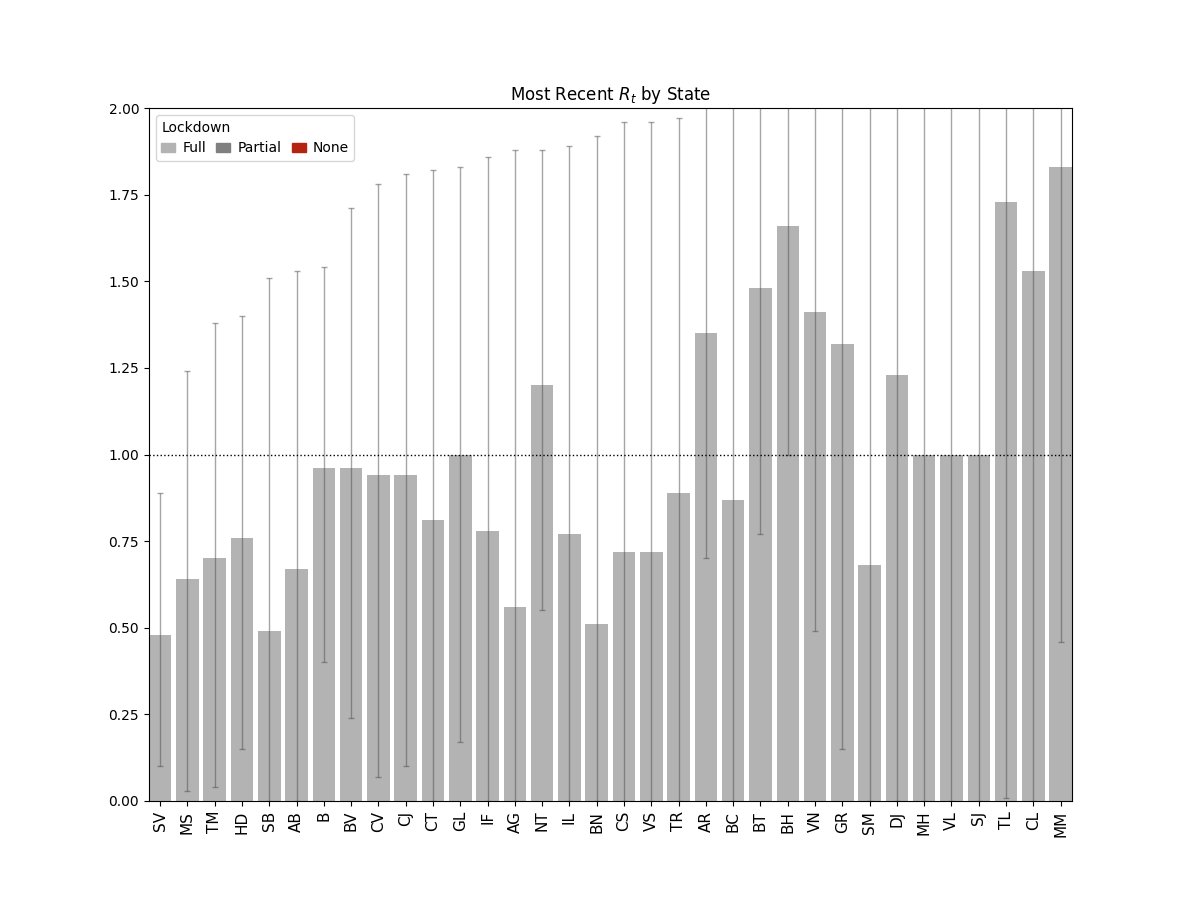 Most Recent Rt by State
Lockdown
Full Partial None
2.00
1.75
1.50
1.25
1.00
0.75
0.50
0.25
0.00
SV MS TM HD SB AB B BV CV CJ CT GL IF AG NT IL BN CS VS TR AR BC BT BH VN GR SM DJ MH VL SJ TL CL MM